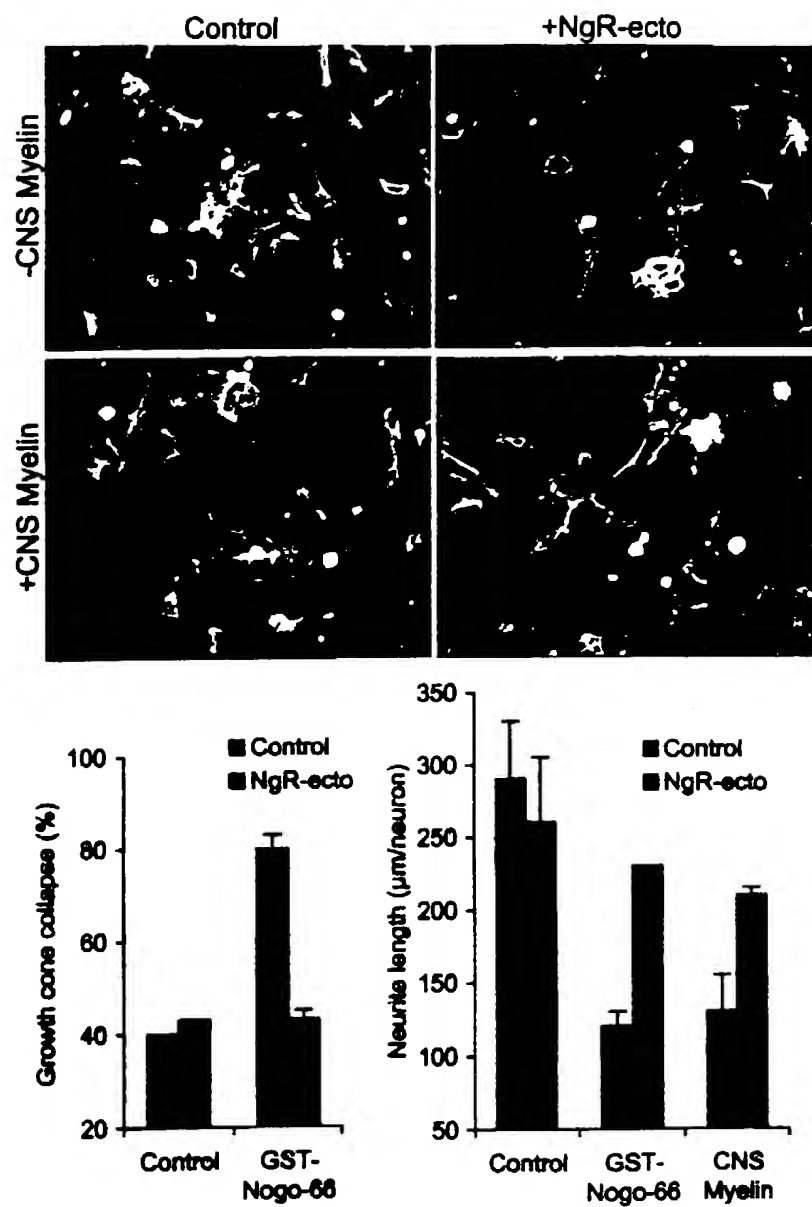 Control +NgR-ecto
-CNS Myelin
+CNS Myelin
Growth cone collapse (%)
100
80
60
40
20
Control
NgR-ecto
Control
GST-
Nogo-66
Neurite length (µm/neuron)
350
300
250
200
150
100
50
Control
NgR-ecto
Control
GST-
Nogo-66
CNS
Myelin